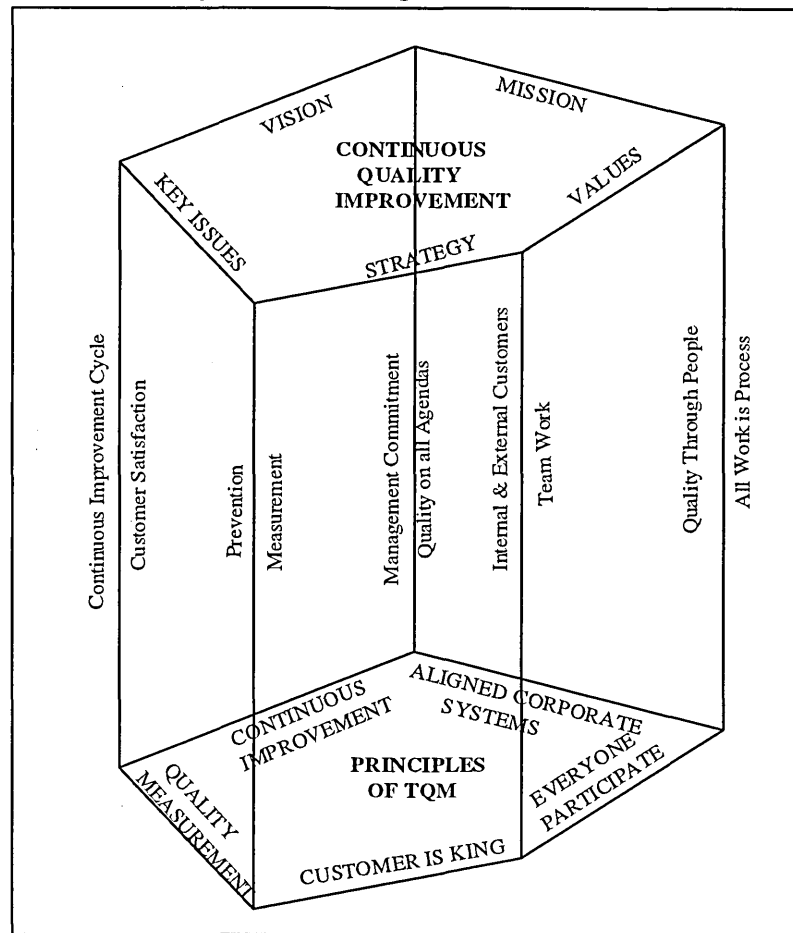 VISION
MISSION
CONTINUOUS
QUALITY
IMPROVEMENT
KEY ISSUES
VALUES
STRATEGY
Continuous Improvement Cycle
Customer Satisfaction
Prevention
Measurement
Management Commitment
Quality on all Agendas
Internal & External Customers
Team Work
Quality Through People
All Work is Process
CONTINUOUS
IMPROVEMENT
ALIGNED CORPORATE
SYSTEMS
QUALITY
MEASUREMENT
PRINCIPLES
OF TQM
EVERYONE
PARTICIPATE
CUSTOMER IS KING